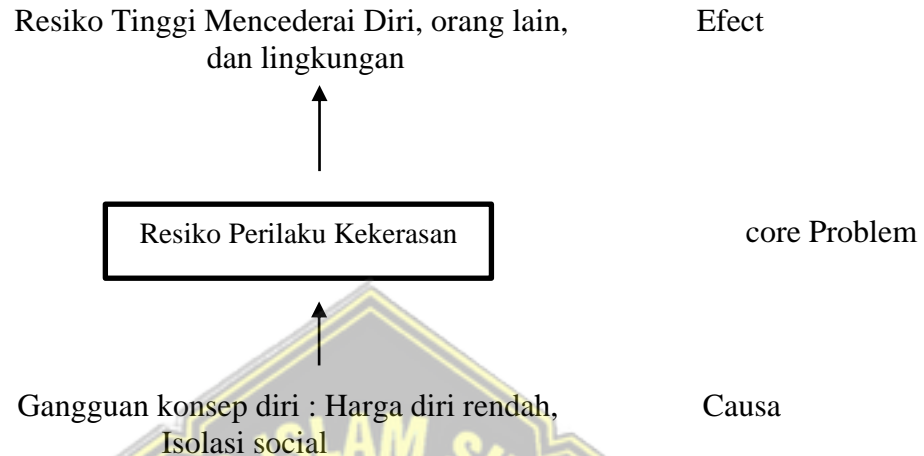 Resiko Tinggi Mencederai Diri, orang lain, Efect
dan lingkungan
Resiko Perilaku Kekerasan core Problem
Gangguan konsep diri : Harga diri rendah, Causa
Isolasi social